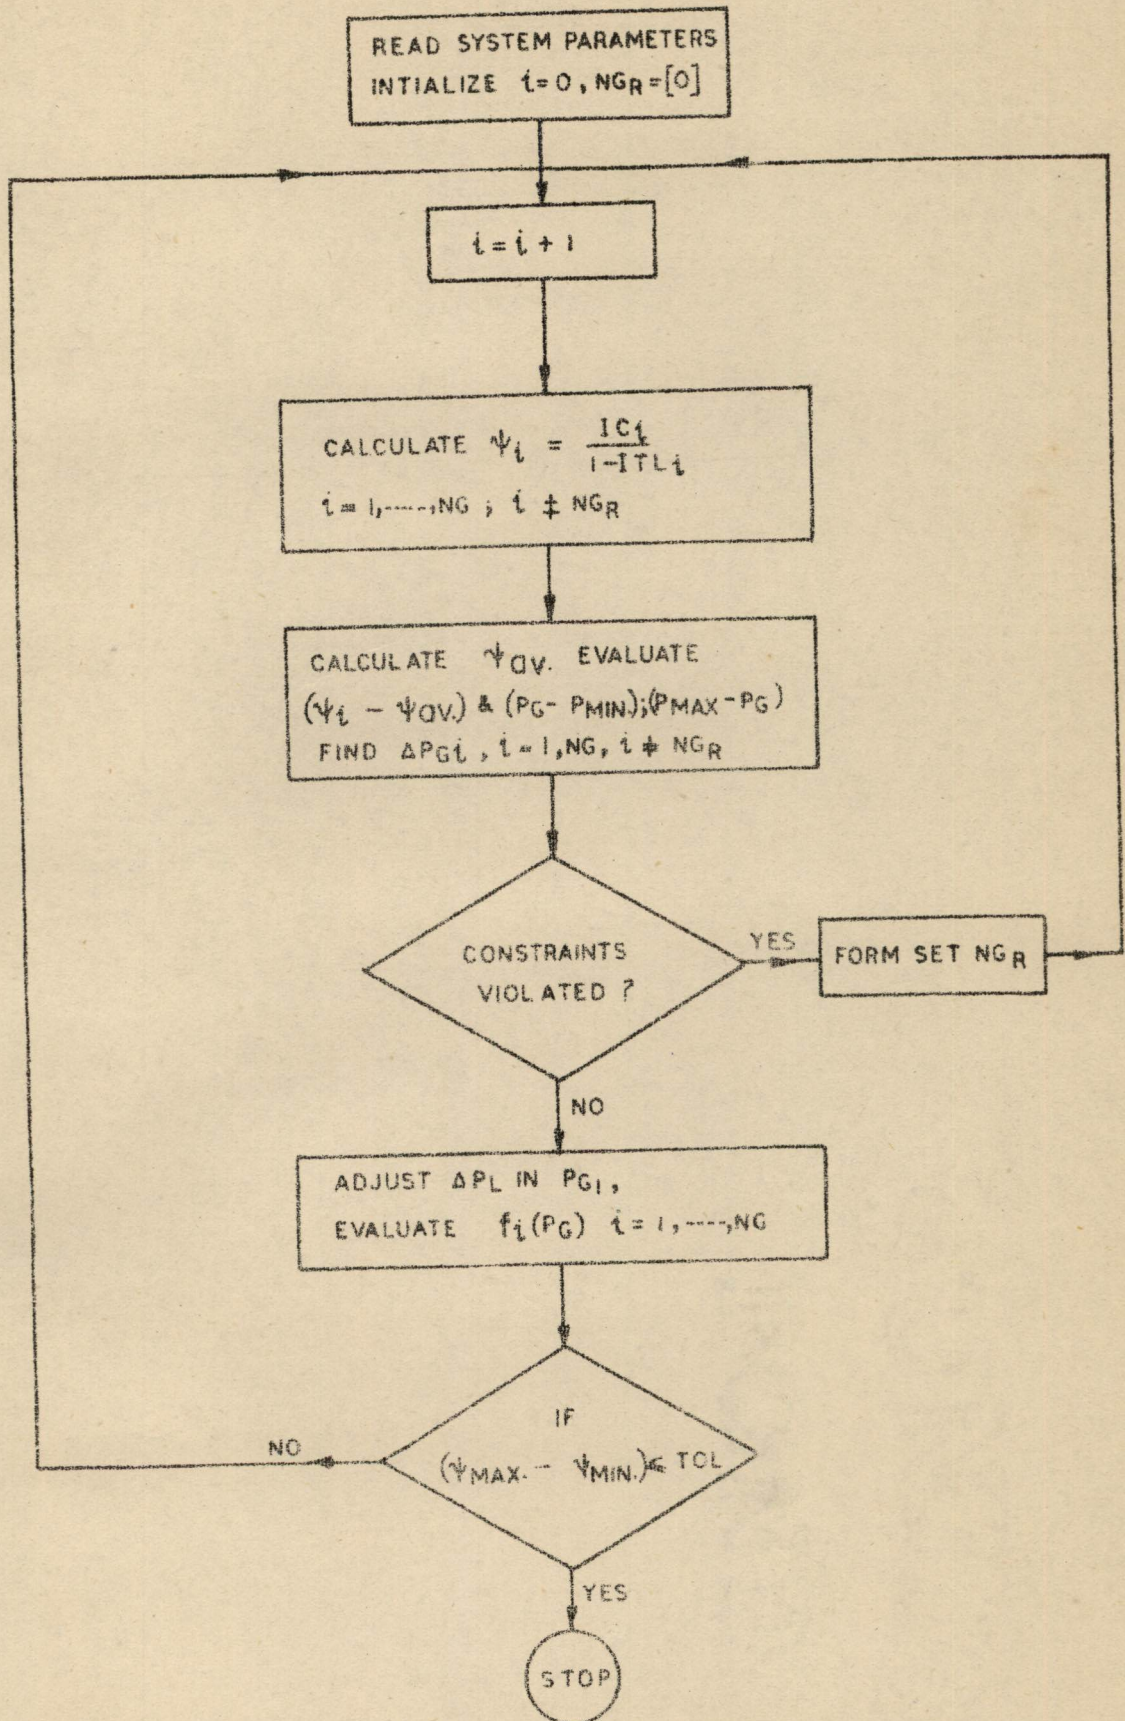 READ SYSTEM PARAMETERS
INTIALIZE i=0, NGR=[0]
i = i + 1
CALCULATE ψi = ICi / 1-ITLi
i = 1,----,NG ; i ‡ NGR
CALCULATE ψav. EVALUATE
(ψi - ψav.) & (PG- PMIN);(PMAX-PG)
FIND ΔPGi , i-1,NG, i ‡ NGR
CONSTRAINTS
VIOLATED ?
YES
FORM SET NGR
NO
ADJUST ΔPL IN PG1,
EVALUATE fi(PG) i = 1,----,NG
IF
NO
(ψMAX. - ψMIN.)≤ TOL
YES
STOP